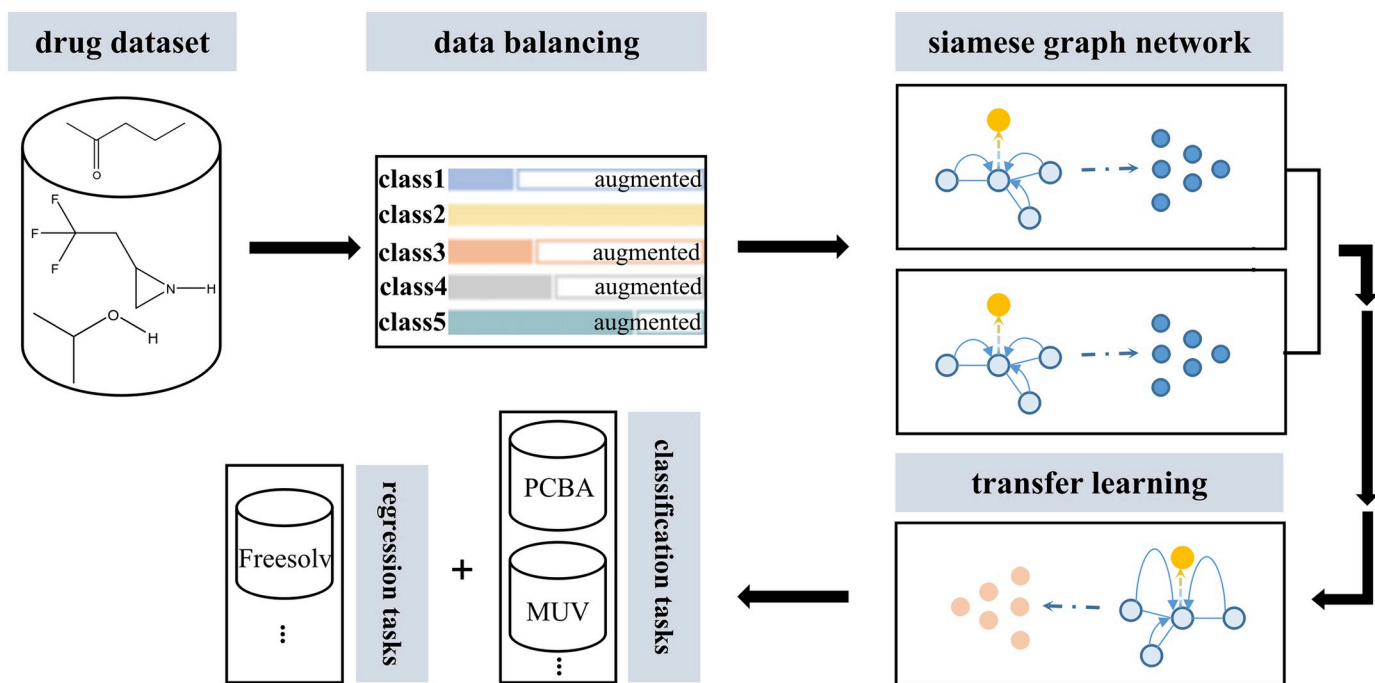 drug dataset
data balancing
siamese graph network
O
F
F
F
N
H
O
H
class1
augmented
class2
class3
augmented
class4
augmented
class5
augmented
transfer learning
Freesolv
...
regression tasks
+
PCBA
MUV
...
classification tasks